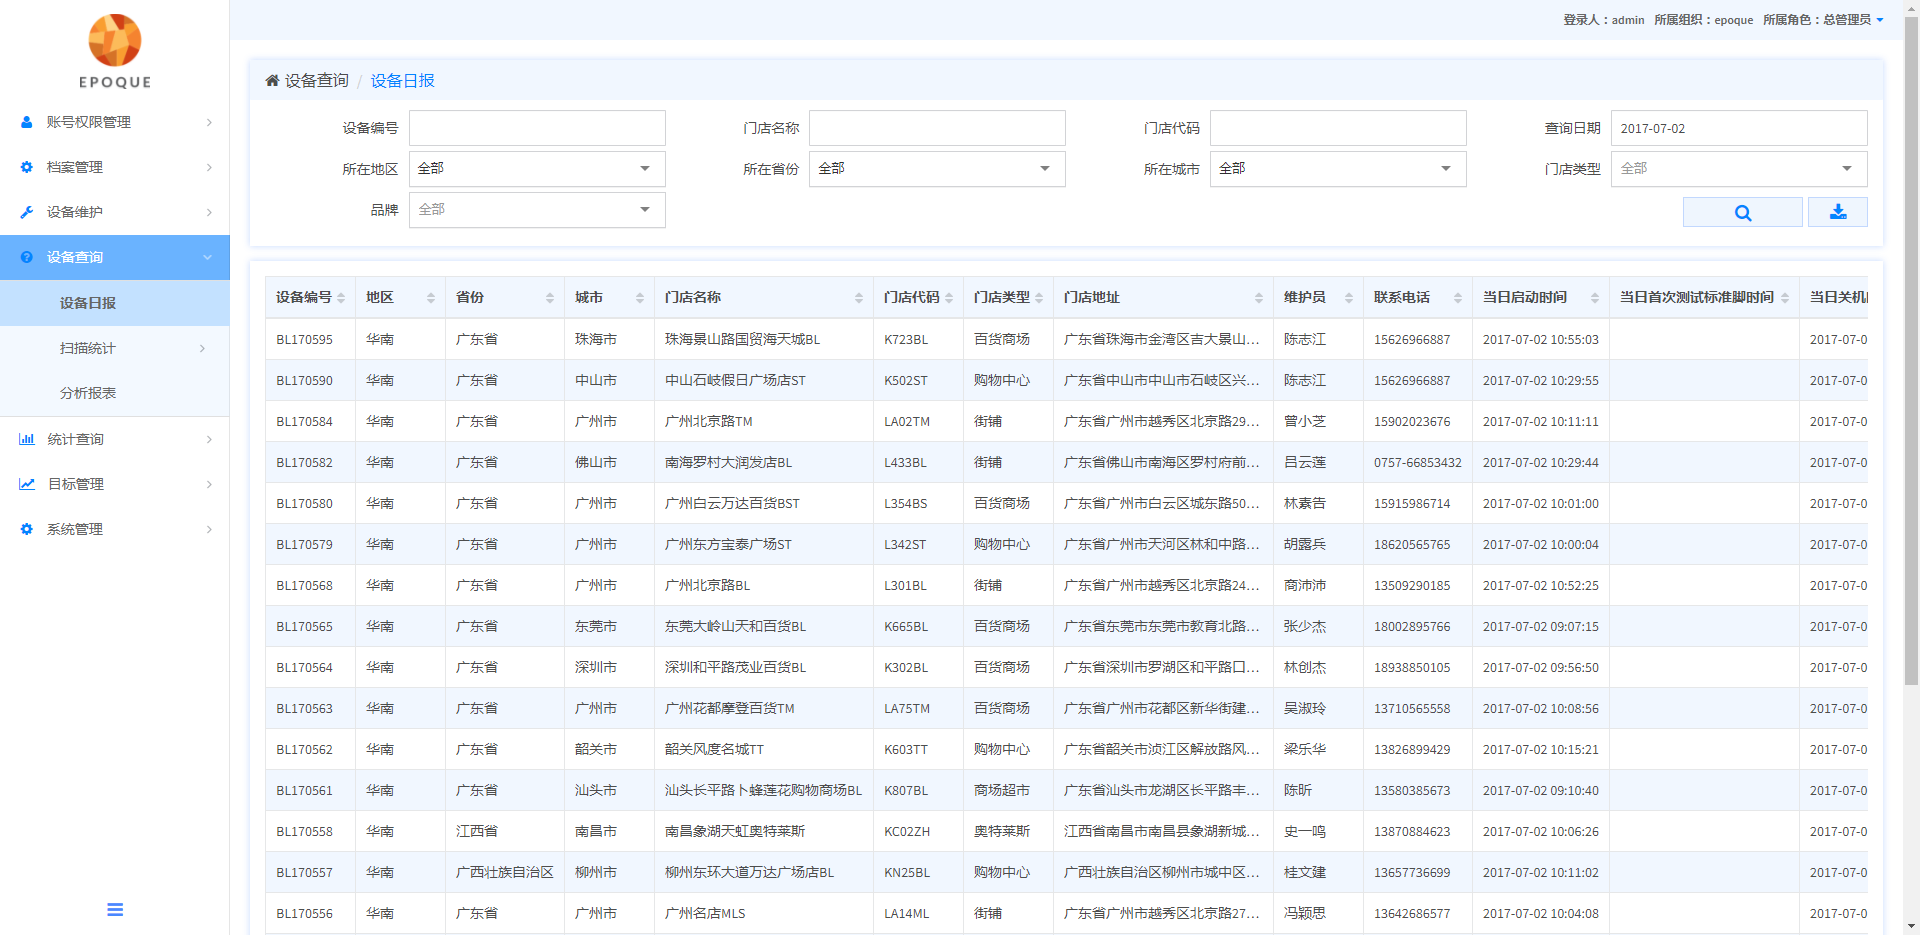 登录人：admin 所属组织：epoque 所属角色：总管理员
EPOQUE
账号权限管理
档案管理
设备维护
设备查询
设备日报
扫描统计
分析报表
统计查询
目标管理
系统管理
设备查询 / 设备日报
设备编号 门店名称 门店代码 查询日期 2017-07-02
所在地区 全部 所在省份 全部 所在城市 全部 门店类型 全部
品牌 全部
设备编号 地区 省份 城市 门店名称 门店代码 门店类型 门店地址 维护员 联系电话 当日启动时间 当日首次测试标准脚时间 当日关机
BL170595 华南 广东省 珠海市 珠海景山路国贸海天城BL K723BL 百货商场 广东省珠海市金湾区吉大景山... 陈志江 15626966887 2017-07-02 10:55:03 2017-07-0
BL170590 华南 广东省 中山市 中山石岐假日广场店ST K502ST 购物中心 广东省中山市中山市石岐区兴... 陈志江 15626966887 2017-07-02 10:29:55 2017-07-0
BL170584 华南 广东省 广州市 广州北京路TM LA02TM 街铺 广东省广州市越秀区北京路29... 曾小芝 15902023676 2017-07-02 10:11:11 2017-07-0
BL170582 华南 广东省 佛山市 南海罗村大润发店BL L433BL 街铺 广东省佛山市南海区罗村府前... 吕云莲 0757-66853432 2017-07-02 10:29:44 2017-07-0
BL170580 华南 广东省 广州市 广州白云万达百货BST L354BS 百货商场 广东省广州市白云区城东路50... 林素告 15915986714 2017-07-02 10:01:00 2017-07-0
BL170579 华南 广东省 广州市 广州东方宝泰广场ST L342ST 购物中心 广东省广州市天河区林和中路... 胡露兵 18620565765 2017-07-02 10:00:04 2017-07-0
BL170568 华南 广东省 广州市 广州北京路BL L301BL 街铺 广东省广州市越秀区北京路24... 商沛沛 13509290185 2017-07-02 10:52:25 2017-07-0
BL170565 华南 广东省 东莞市 东莞大岭山天和百货BL K665BL 百货商场 广东省东莞市东莞市教育北路... 张少杰 18002895766 2017-07-02 09:07:15 2017-07-0
BL170564 华南 广东省 深圳市 深圳和平路茂业百货BL K302BL 百货商场 广东省深圳市罗湖区和平路口... 林创杰 18938850105 2017-07-02 09:56:50 2017-07-0
BL170563 华南 广东省 广州市 广州花都摩登百货TM LA75TM 百货商场 广东省广州市花都区新华街建... 吴淑玲 13710565558 2017-07-02 10:08:56 2017-07-0
BL170562 华南 广东省 韶关市 韶关风度名城TT K603TT 购物中心 广东省韶关市浈江区解放路风... 梁乐华 13826899429 2017-07-02 10:15:21 2017-07-0
BL170561 华南 广东省 汕头市 汕头长平路卜蜂莲花购物商场BL K807BL 商场超市 广东省汕头市龙湖区长平路丰... 陈昕 13580385673 2017-07-02 09:10:40 2017-07-0
BL170558 华南 江西省 南昌市 南昌象湖天虹奥特莱斯 KC02ZH 奥特莱斯 江西省南昌市南昌县象湖新城... 史一鸣 13870884623 2017-07-02 10:06:26 2017-07-0
BL170557 华南 广西壮族自治区 柳州市 柳州东环大道万达广场店BL KN25BL 购物中心 广西壮族自治区柳州市城中区... 桂文建 13657736699 2017-07-02 10:11:02 2017-07-0
BL170556 华南 广东省 广州市 广州名店MLS LA14ML 街铺 广东省广州市越秀区北京路27... 冯颖思 13642686577 2017-07-02 10:04:08 2017-07-0